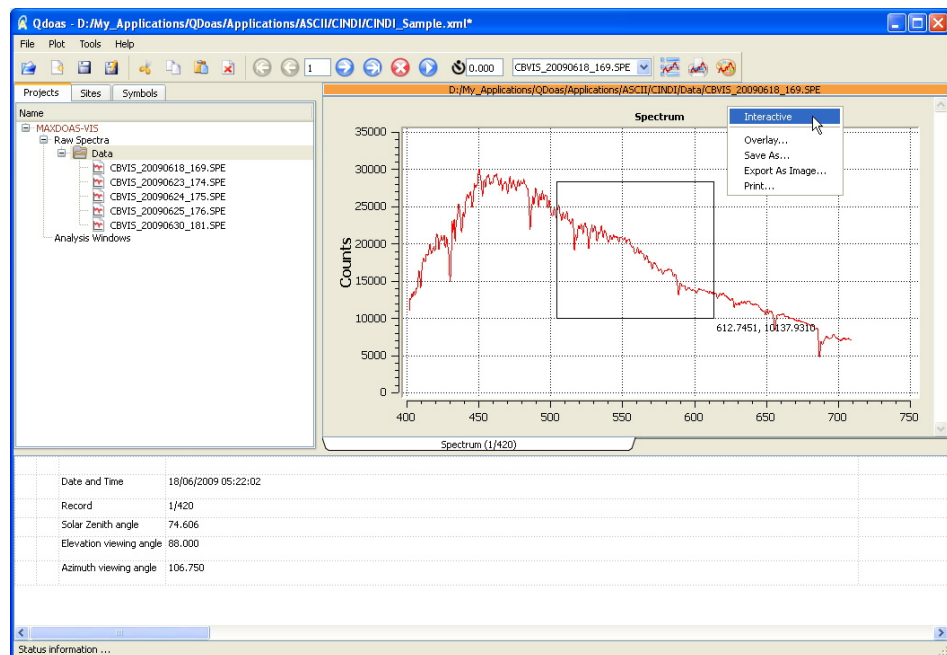 Qdoas - D:/My_Applications/QDoas/Applications/ASCII/CINDI/CINDI_Sample.xml*
File Plot Tools Help
1 0.000 CBVIS_20090618_169.SPE
Projects Sites Symbols
D:/My_Applications/QDoas/Applications/ASCII/CINDI/Data/CBVIS_20090618_169.SPE
Name
MAXDOAS-VIS
Raw Spectra
Data
CBVIS_20090618_169.SPE
CBVIS_20090623_174.SPE
CBVIS_20090624_175.SPE
CBVIS_20090625_176.SPE
CBVIS_20090630_181.SPE
Analysis Windows
Spectrum
Interactive
Overlay...
Save As...
Export As Image...
Print...
Counts
35000
30000
25000
20000
15000
10000
5000
0
612.7451, 10137.9310
400 450 500 550 600 650 700 750
Spectrum (1/420)
Date and Time 18/06/2009 05:22:02
Record 1/420
Solar Zenith angle 74.606
Elevation viewing angle 88.000
Azimuth viewing angle 106.750
Status information ...